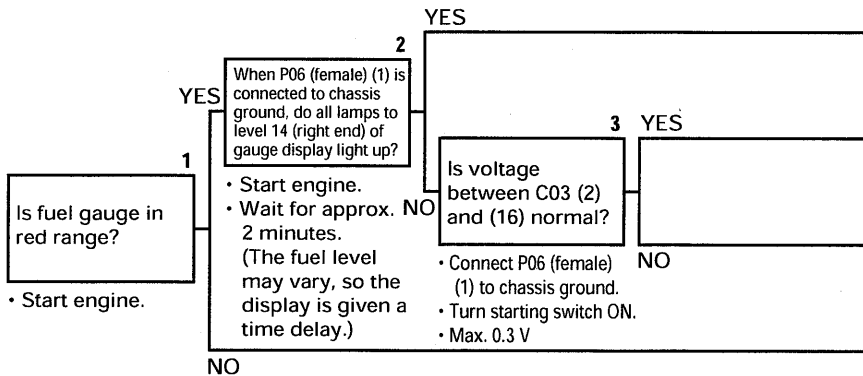 1
Is fuel gauge in
red range?
• Start engine.
YES
NO
2
When P06 (female) (1) is
connected to chassis
ground, do all lamps to
level 14 (right end) of
gauge display light up?
• Start engine.
• Wait for approx.
2 minutes.
(The fuel level
may vary, so the
display is given a
time delay.)
YES
NO
3
Is voltage
between C03 (2)
and (16) normal?
• Connect P06 (female)
(1) to chassis ground.
• Turn starting switch ON.
• Max. 0.3 V
YES
NO